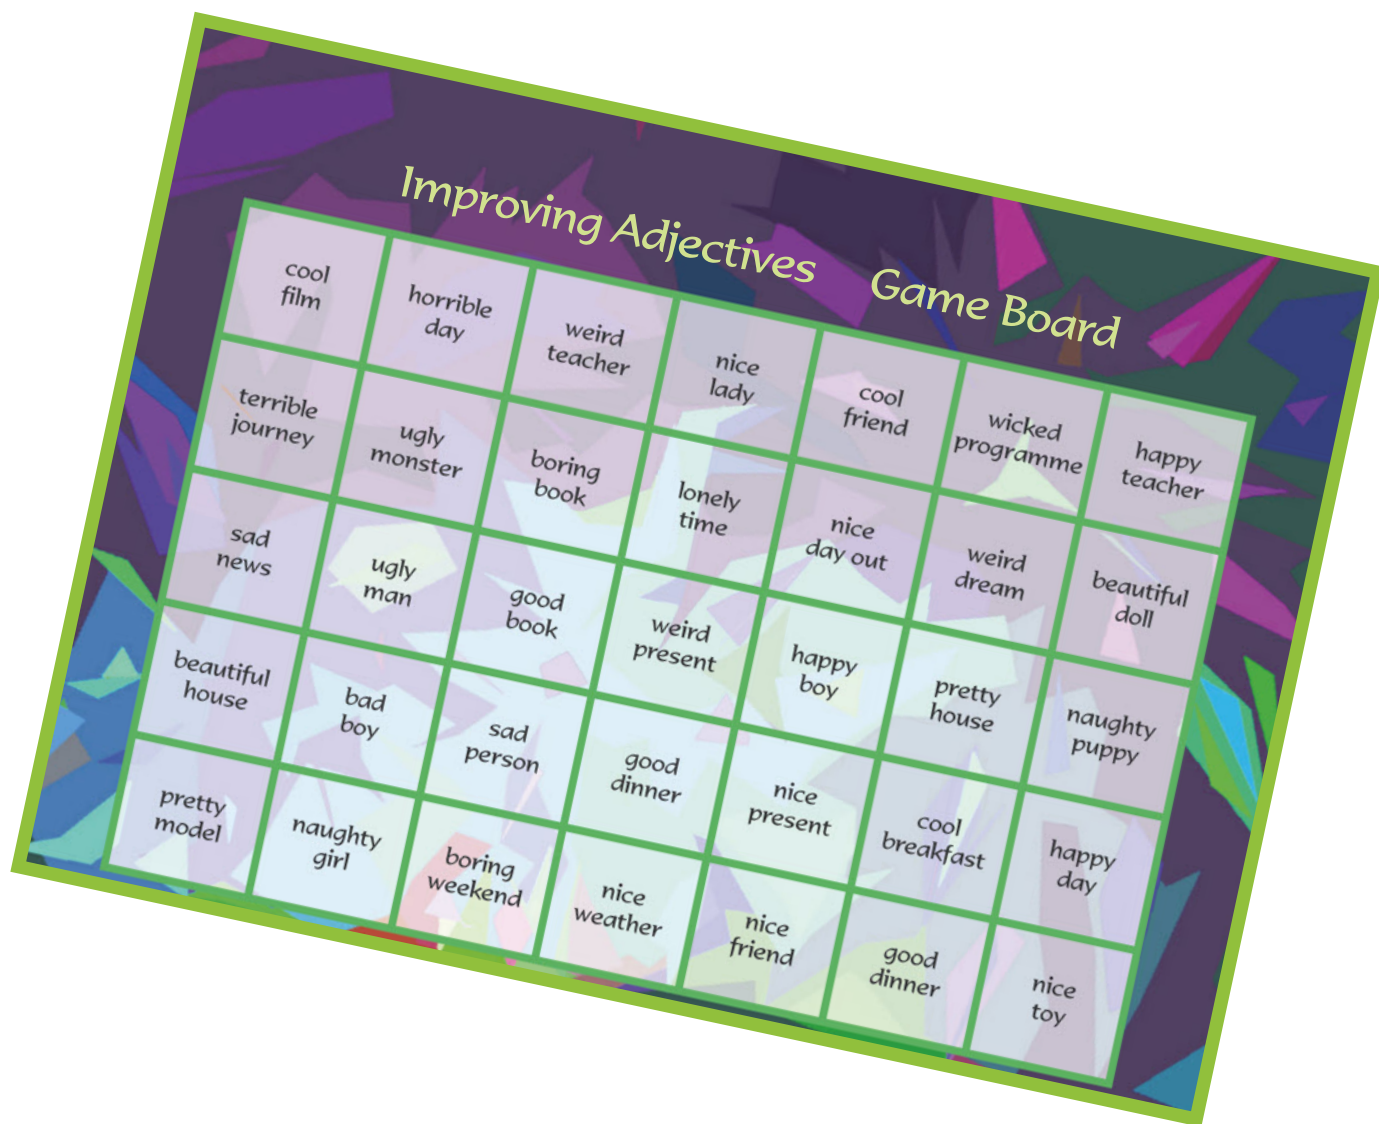 Improving Adjectives Game Board
cool
film
horrible
day
weird
teacher
nice
lady
cool
friend
wicked
programme
happy
teacher
terrible
journey
ugly
monster
boring
book
lonely
time
nice
day out
weird
dream
beautiful
doll
sad
news
ugly
man
good
book
weird
present
happy
boy
pretty
house
naughty
puppy
beautiful
house
bad
boy
sad
person
good
dinner
nice
present
cool
breakfast
happy
day
pretty
model
naughty
girl
boring
weekend
nice
weather
nice
friend
good
dinner
nice
toy